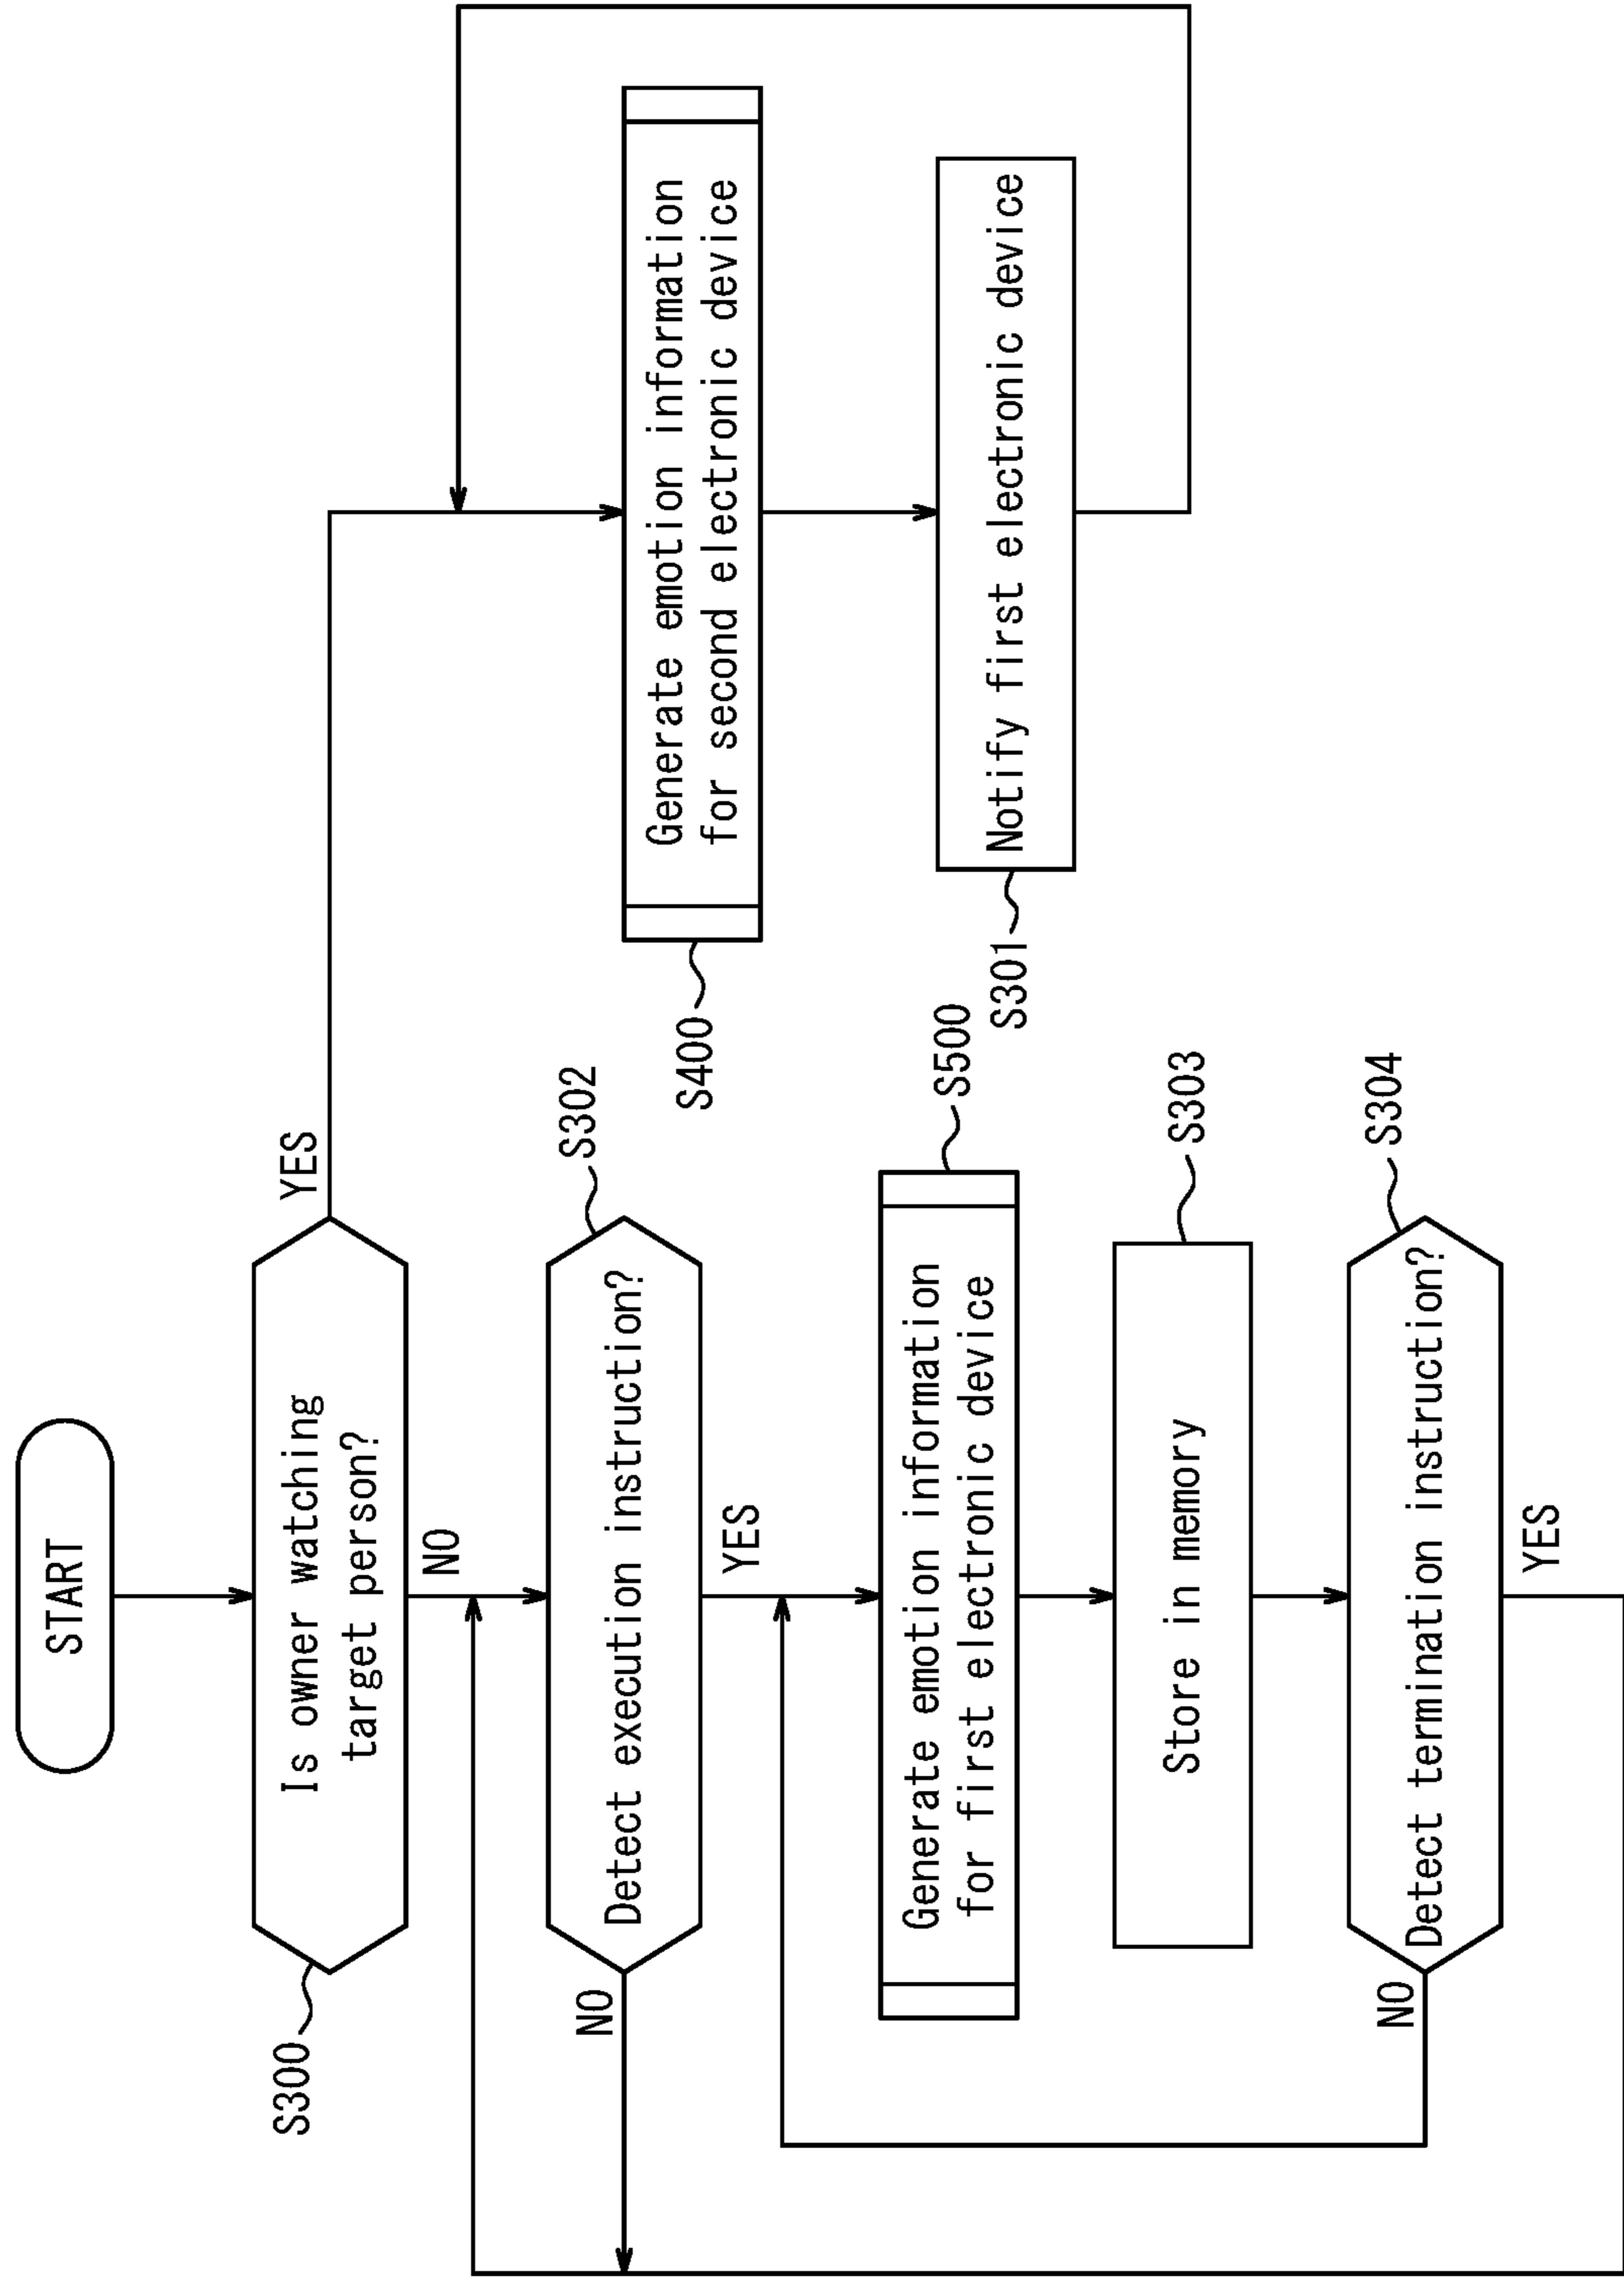 START
S300
Is owner watching
target person?
YES
NO
S302
Detect execution instruction?
NO
YES
S500
Generate emotion information
for first electronic device
S303
Store in memory
S304
Detect termination instruction?
NO
YES
S400
Generate emotion information
for second electronic device
S301
Notify first electronic device